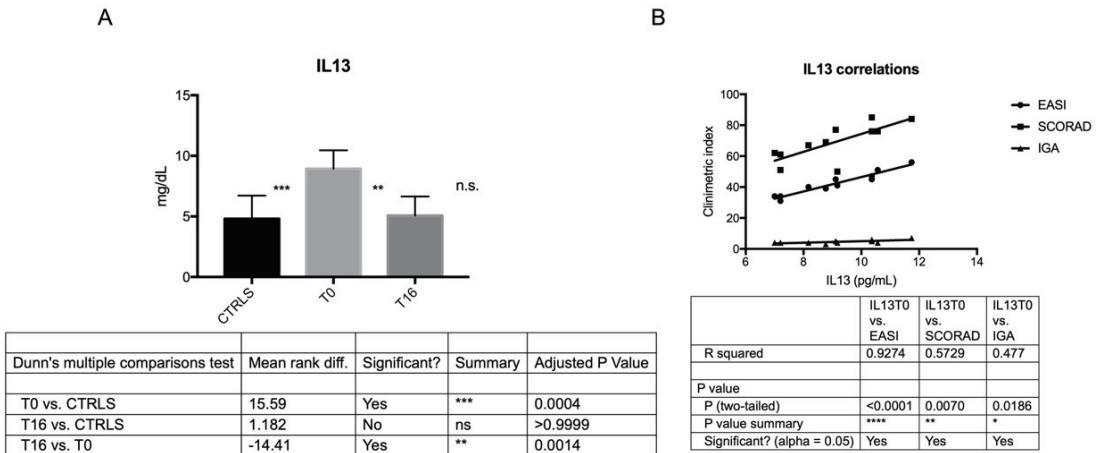 A
IL13
15
10
5
0
mg/dL
***
**
n.s.
CTRLS
T0
T16
Dunn's multiple comparisons test Mean rank diff. Significant? Summary Adjusted P Value
T0 vs. CTRLS 15.59 Yes *** 0.0004
T16 vs. CTRLS 1.182 No ns >0.9999
T16 vs. T0 -14.41 Yes ** 0.0014
B
IL13 correlations
100
80
60
40
20
0
Clinimetric index
6 8 10 12 14
IL13 (pg/mL)
EASI
SCORAD
IGA
IL13T0 IL13T0 IL13T0
vs. vs. vs.
EASI SCORAD IGA
R squared 0.9274 0.5729 0.477
P value
P (two-tailed) <0.0001 0.0070 0.0186
P value summary **** ** *
Significant? (alpha = 0.05) Yes Yes Yes